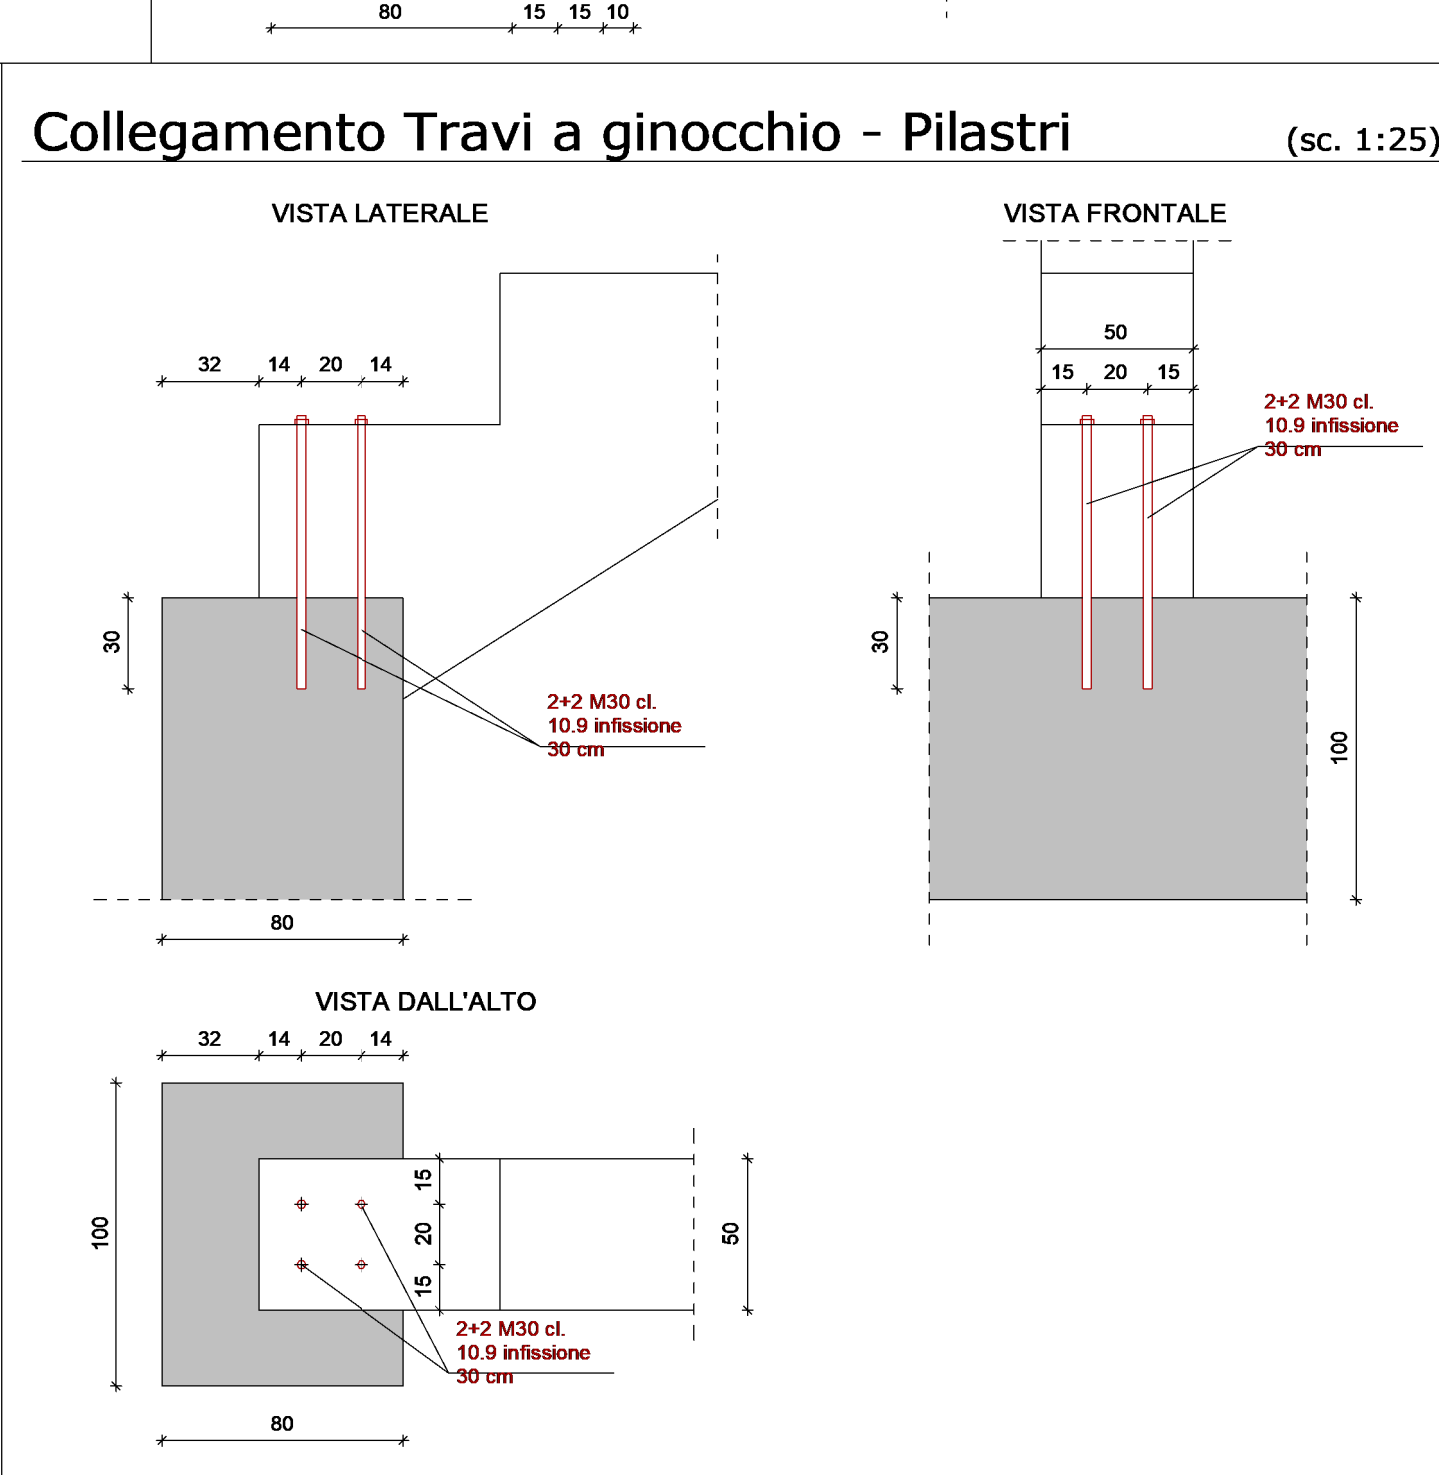 80 15 15 10
Collegamento Travi a ginocchio - Pilastri (sc. 1:25)
VISTA LATERALE
VISTA FRONTALE
50
32 14 20 14
15 20 15
2+2 M30 cl.
10.9 infissione
30 cm
30
30
2+2 M30 cl.
10.9 infissione
30 cm
100
80
VISTA DALL'ALTO
32 14 20 14
15
100
20
50
15
2+2 M30 cl.
10.9 infissione
30 cm
80